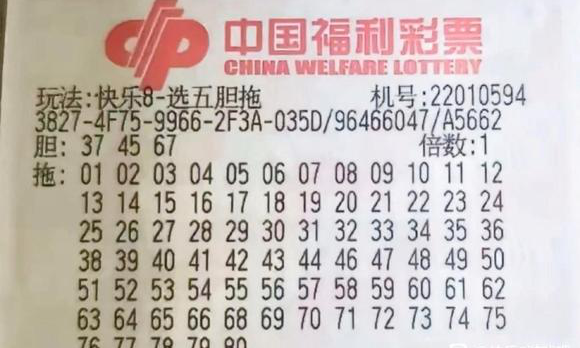 中国福利彩票
CHINA WELFARE LOTTERY
玩法:快乐8-选五胆拖 机号:22010594
3827-4F75-9966-2F3A-035D/96466047/A5662
胆: 37 45 67 倍数:1
拖: 01 02 03 04 05 06 07 08 09 10 11 12
13 14 15 16 17 18 19 20 21 22 23 24
25 26 27 28 29 30 31 32 33 34 35 36
38 39 40 41 42 43 44 46 47 48 49 50
51 52 53 54 55 56 57 58 59 60 61 62
63 64 65 66 68 69 70 71 72 73 74 75
76 77 78 79 80